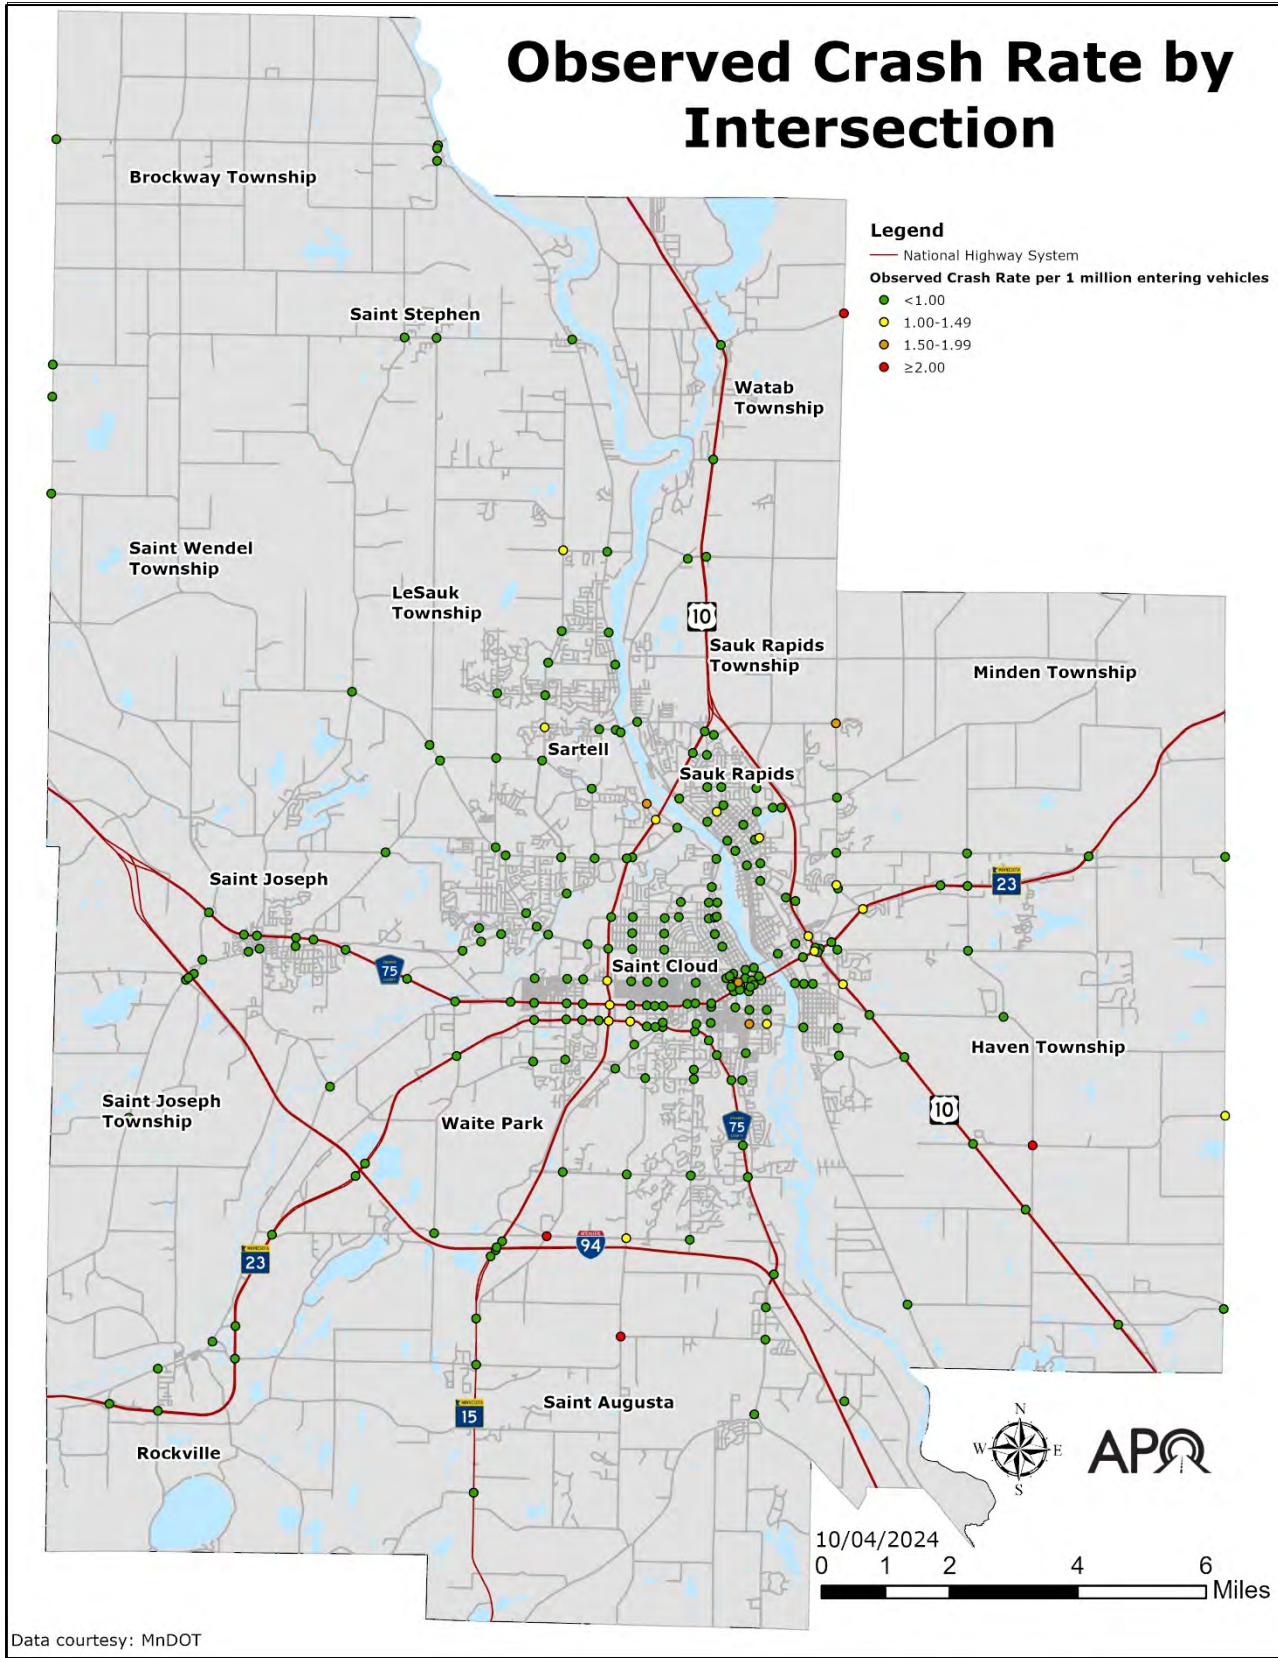 Observed Crash Rate by
Intersection
Brockway Township
Legend
National Highway System
Observed Crash Rate per 1 million entering vehicles
<1.00
1.00-1.49
1.50-1.99
≥2.00
Saint Stephen
Watab
Township
Saint Wendel
Township
LeSauk
Township
10
Sauk Rapids
Township
Minden Township
Sartell
Sauk Rapids
Saint Joseph
MINNESOTA
23
75
Saint Cloud
Haven Township
Saint Joseph
Township
Waite Park
75
10
MINNESOTA
23
94
Saint Augusta
MINNESOTA
15
Rockville
N
W
E
S
APO
10/04/2024
0 1 2 4 6
Miles
Data courtesy: MnDOT